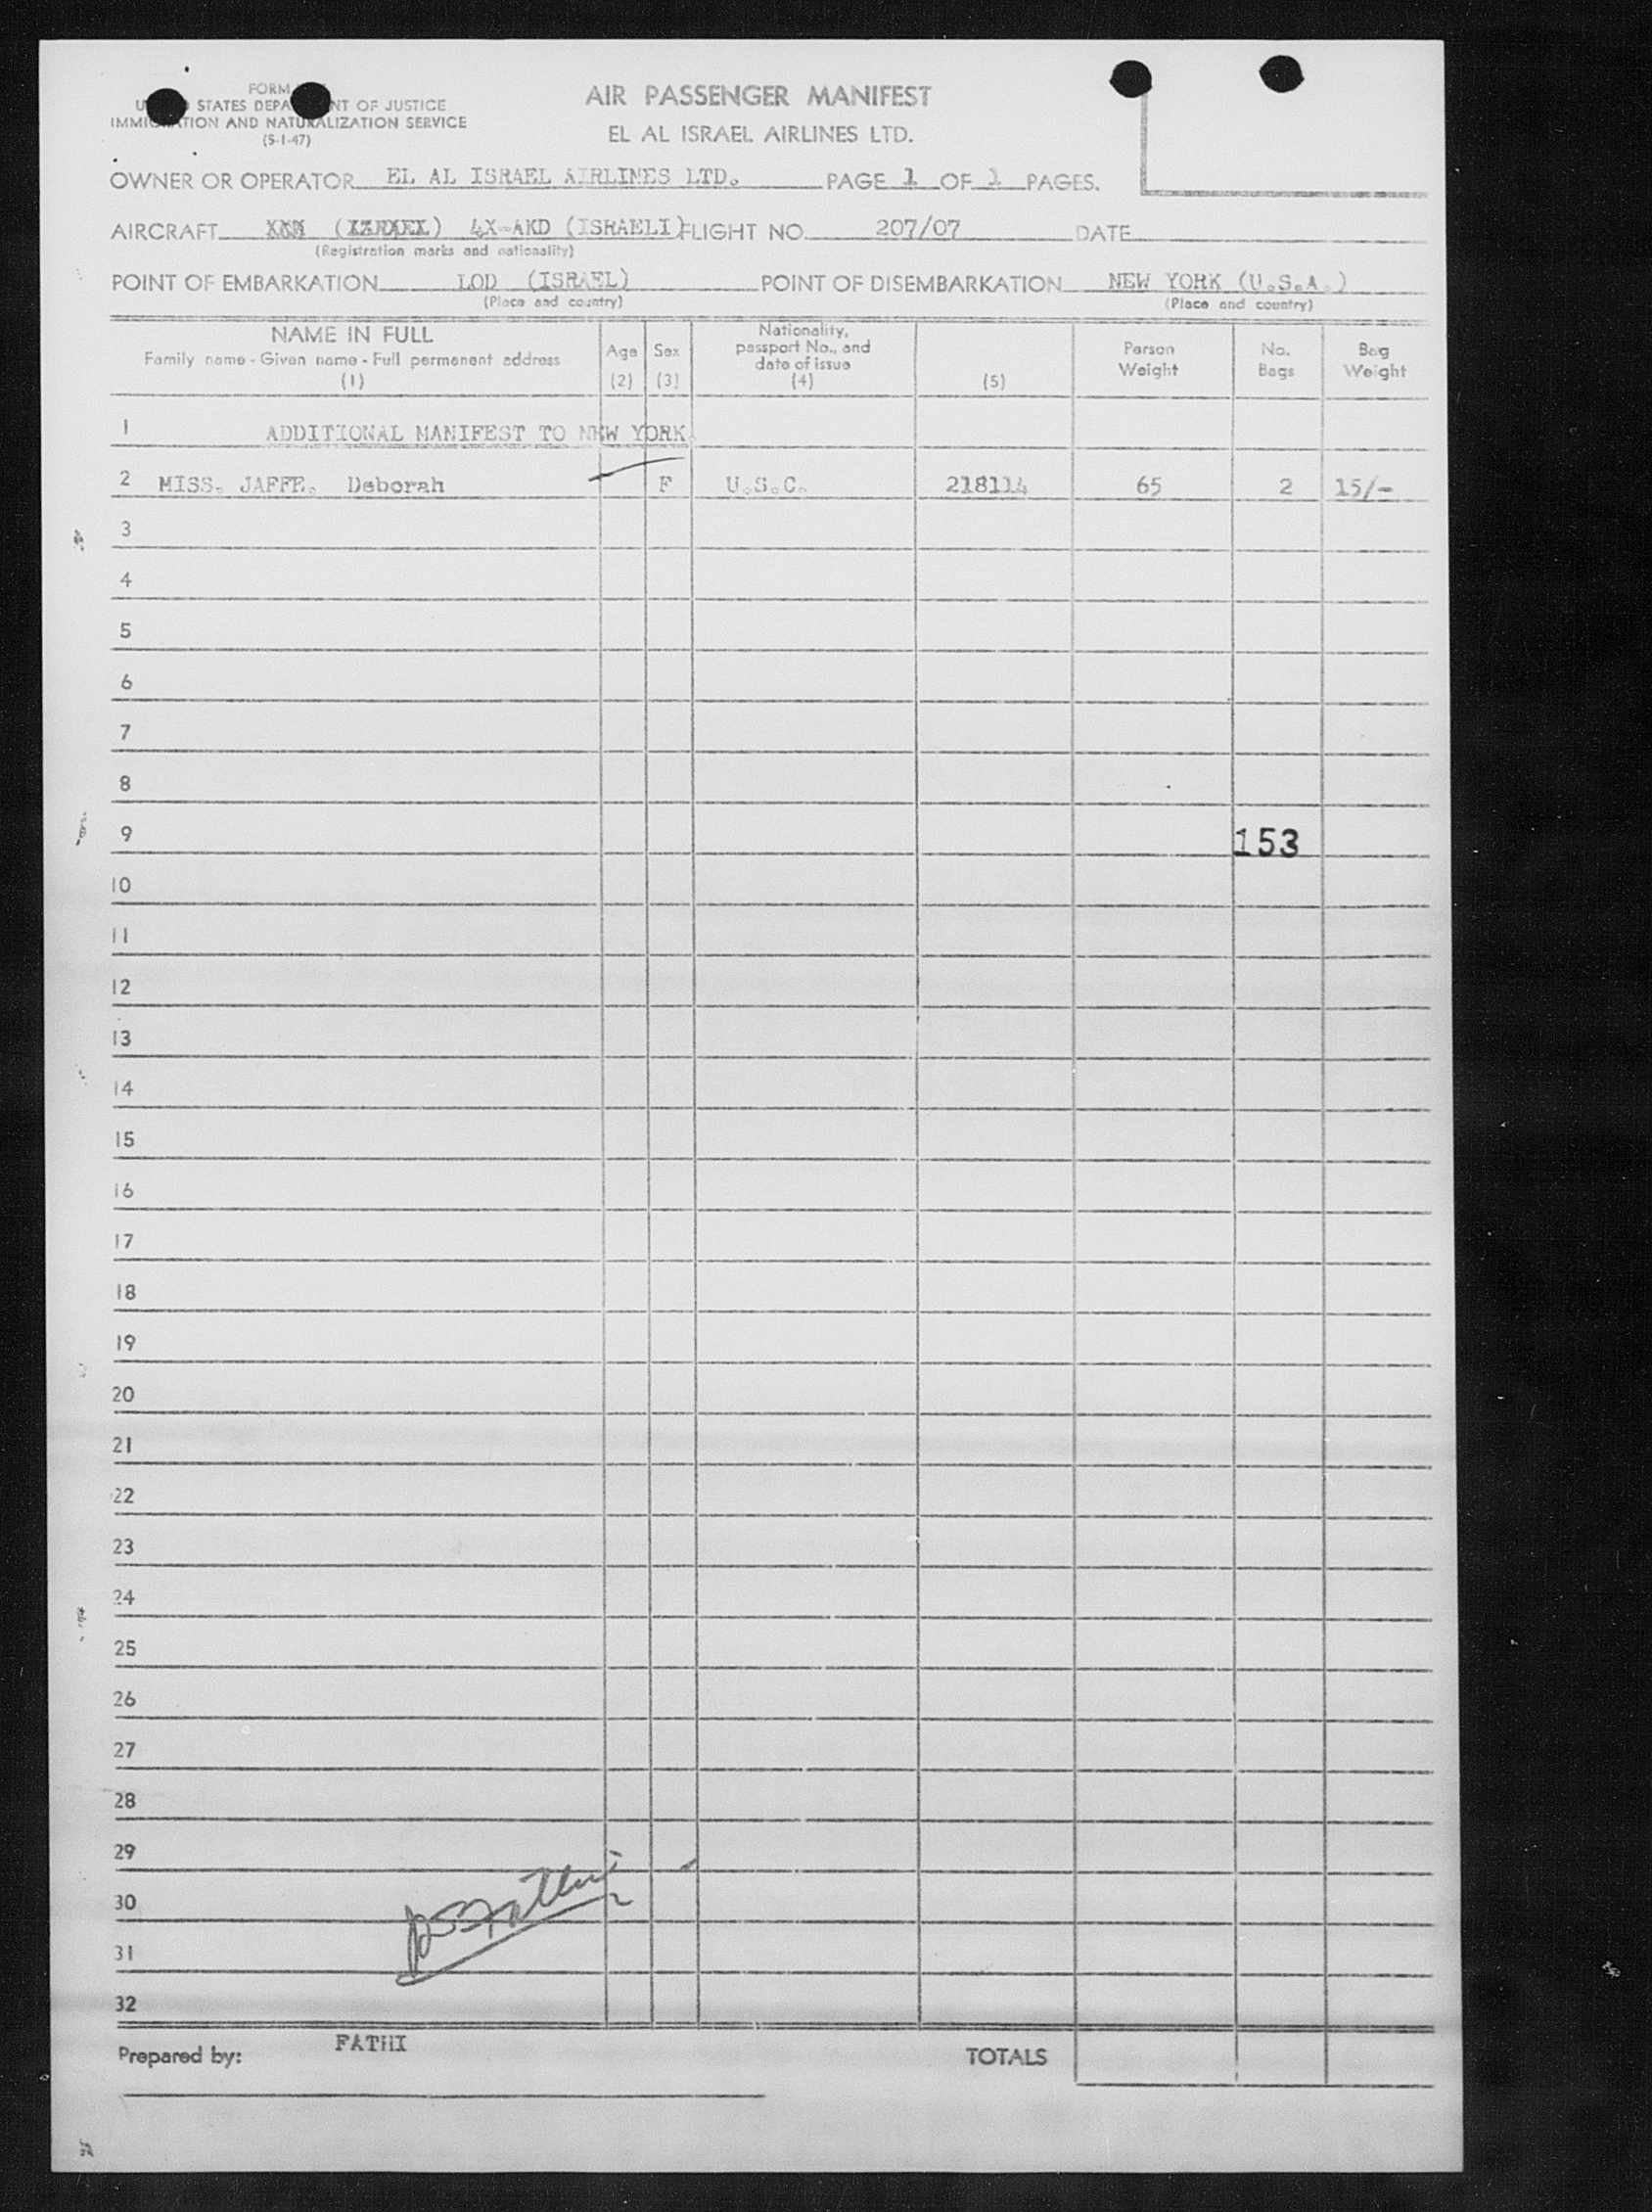 FORM
STATES DEPA NT OF JUSTICE
IMMIG TION AND NATURALIZATION SERVICE
(5-1-47)
AIR PASSENGER MANIFEST
EL AL ISRAEL AIRLINES LTD.
OWNER OR OPERATOR EL AL ISRAEL AIRLINES LTD. PAGE 1 OF 1 PAGES.
AIRCRAFT 4X-AKD (ISRAELI) FLIGHT NO. 207/07 DATE
(Registration marks and nationality)
POINT OF EMBARKATION LOD (ISRAEL) POINT OF DISEMBARKATION NEW YORK (U.S.A.)
(Place and country) (Place and country)
NAME IN FULL
Family name - Given name - Full permanent address
(1)
Age
(2)
Sex
(3)
Nationality,
passport No., and
date of issue
(4)
(5)
Person
Weight
No.
Bags
Bag
Weight
1 ADDITIONAL MANIFEST TO NEW YORK
2 MISS. JAFFE. Deborah F U.S.C. 218114 65 2 15/-
3
4
5
6
7
8
9 153
10
11
12
13
14
15
16
17
18
19
20
21
22
23
24
25
26
27
28
29
30
31
32
Prepared by: FATHI TOTALS